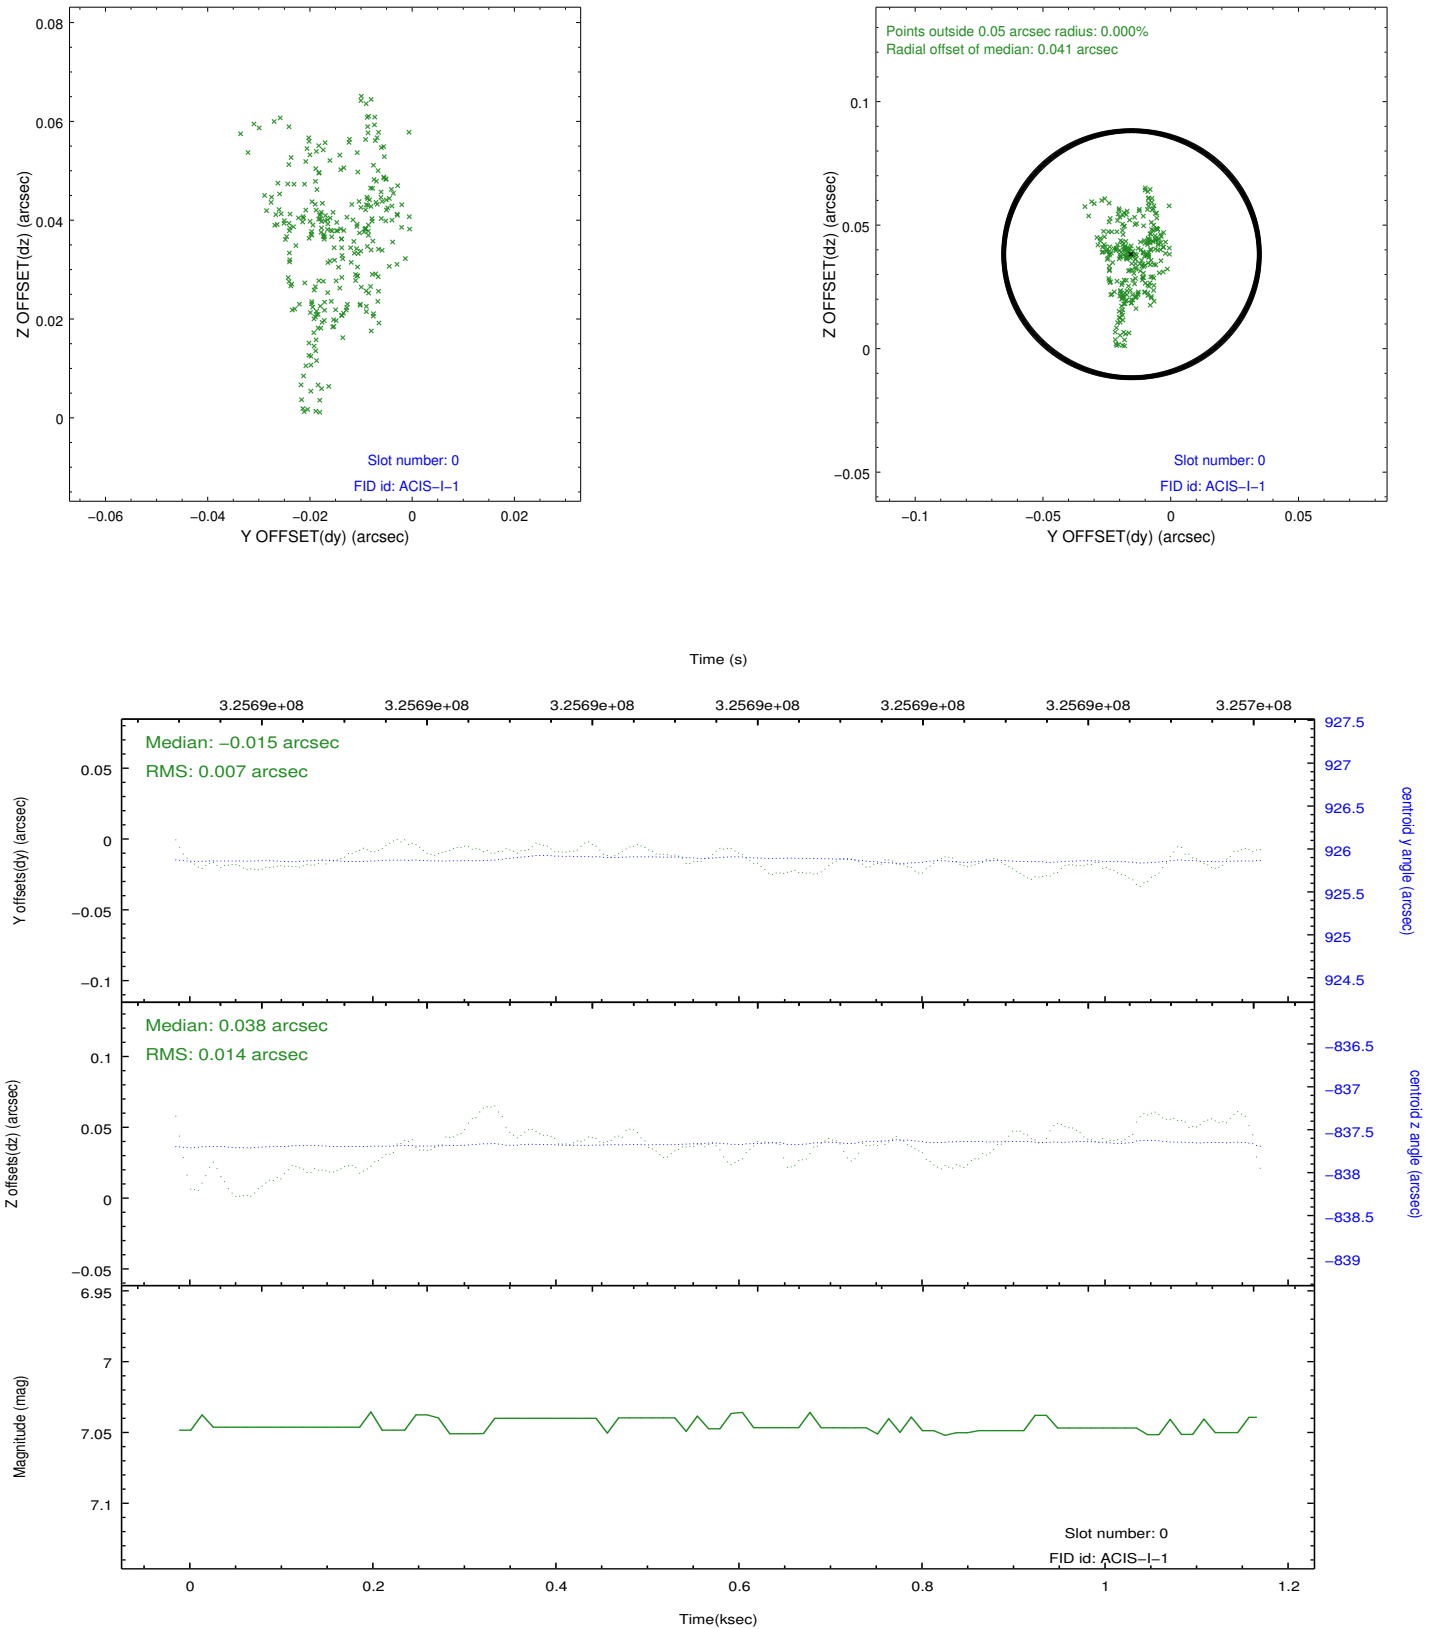 0.08
0.06
0.04
0.02
0
Z OFFSET(dz) (arcsec)
Slot number: 0
FID id: ACIS−I−1
−0.06 −0.04 −0.02 0 0.02
Y OFFSET(dy) (arcsec)
Points outside 0.05 arcsec radius: 0.000%
Radial offset of median: 0.041 arcsec
0.1
0.05
0
−0.05
Z OFFSET(dz) (arcsec)
Slot number: 0
FID id: ACIS−I−1
−0.1 −0.05 0 0.05
Y OFFSET(dy) (arcsec)
Time (s)
3.2569e+08 3.2569e+08 3.2569e+08 3.2569e+08 3.2569e+08 3.2569e+08 3.257e+08
Median: −0.015 arcsec
RMS: 0.007 arcsec
0.05
0
−0.05
−0.1
Y offsets(dy) (arcsec)
927.5
927
926.5
926
925.5
925
924.5
centroid y angle (arcsec)
Median: 0.038 arcsec
RMS: 0.014 arcsec
0.1
0.05
0
−0.05
Z offsets(dz) (arcsec)
−836.5
−837
−837.5
−838
−838.5
−839
centroid z angle (arcsec)
6.95
7
7.05
7.1
Magnitude (mag)
Slot number: 0
FID id: ACIS−I−1
0 0.2 0.4 0.6 0.8 1 1.2
Time(ksec)